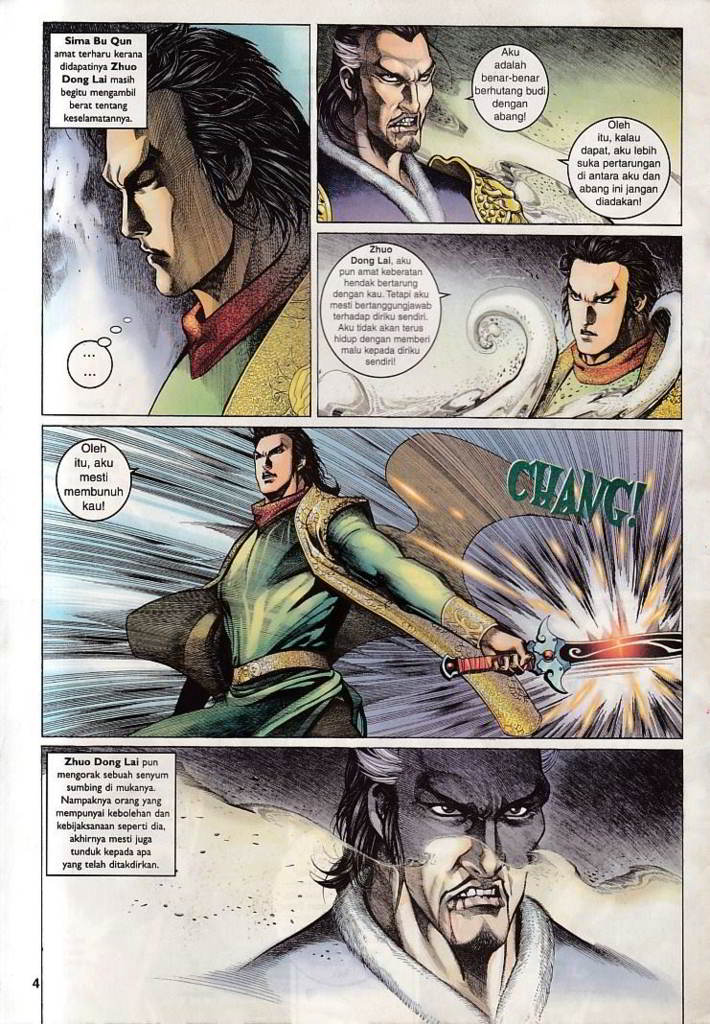 Sima Bu Qun
amat terharu kerana
didapatinya Zhuo
Dong Lai masih
begitu mengambil
berat tentang
keselamatannya.
...
...
Aku
adalah
benar-benar
berhutang budi
dengan
abang!
Oleh
itu, kalau
dapat, aku lebih
suka pertarungan
di antara aku dan
abang ini jangan
diadakan!
Zhuo
Dong Lai, aku
pun amat keberatan
hendak bertarung
dengan kau. Tetapi aku
mesti bertanggungjawab
terhadap diriku sendiri.
Aku tidak akan terus
hidup dengan memberi
malu kepada diriku
sendiri!
Oleh
itu, aku
mesti
membunuh
kau!
CHANG!
Zhuo Dong Lai pun
mengorak sebuah senyum
sumbing di mukanya.
Nampaknya orang yang
mempunyai kebolehan dan
kebijaksanaan seperti dia,
akhirnya mesti juga
tunduk kepada apa
yang telah ditakdirkan.
4